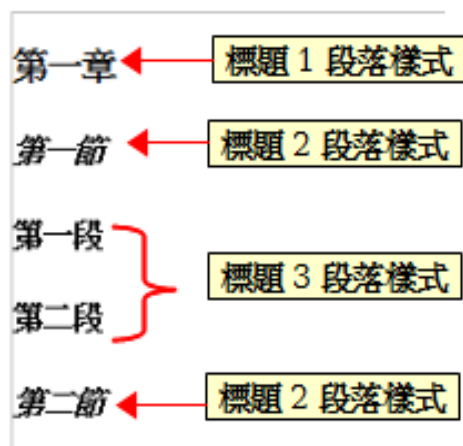 第一章 標題 1 段落樣式
第一節 標題 2 段落樣式
第一段
標題 3 段落樣式
第二段
第二節 標題 2 段落樣式